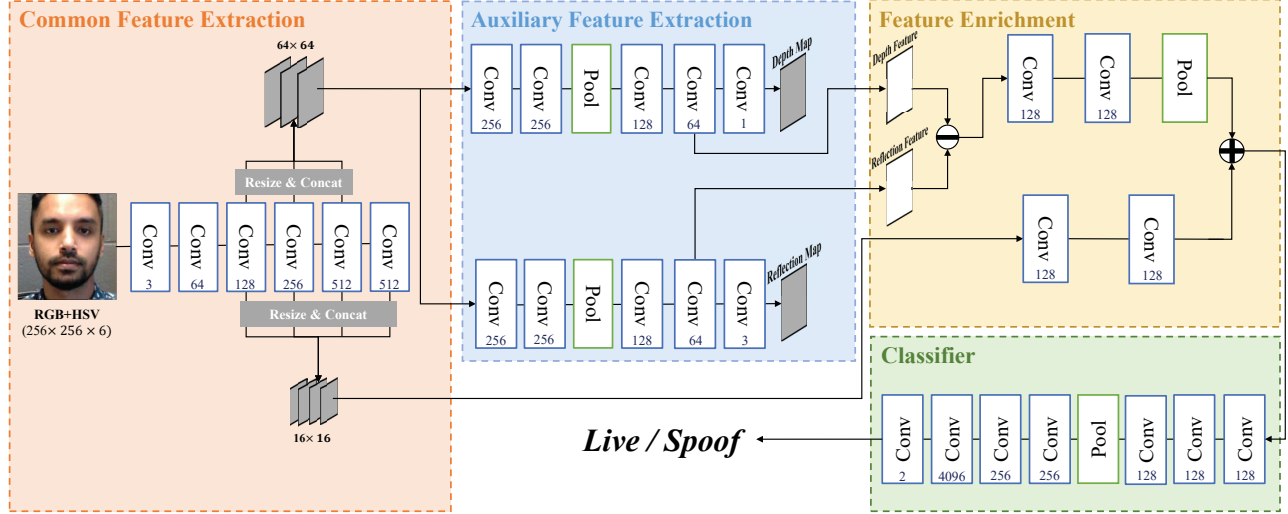 Common Feature Extraction
64× 64
Resize & Concat
Conv 3
Conv 64
Conv 128
Conv 256
Conv 512
Conv 512
RGB+HSV
(256× 256 × 6)
Resize & Concat
16× 16
Auxiliary Feature Extraction
Conv 256
Conv 256
Pool
Conv 128
Conv 64
Conv 1
Depth Map
Conv 256
Conv 256
Pool
Conv 128
Conv 64
Conv 3
Reflection Map
Feature Enrichment
Depth Feature
Reflection Feature
Conv 128
Conv 128
Pool
Conv 128
Conv 128
Classifier
Conv 2
Conv 4096
Conv 256
Conv 256
Pool
Conv 128
Conv 128
Conv 128
Live / Spoof